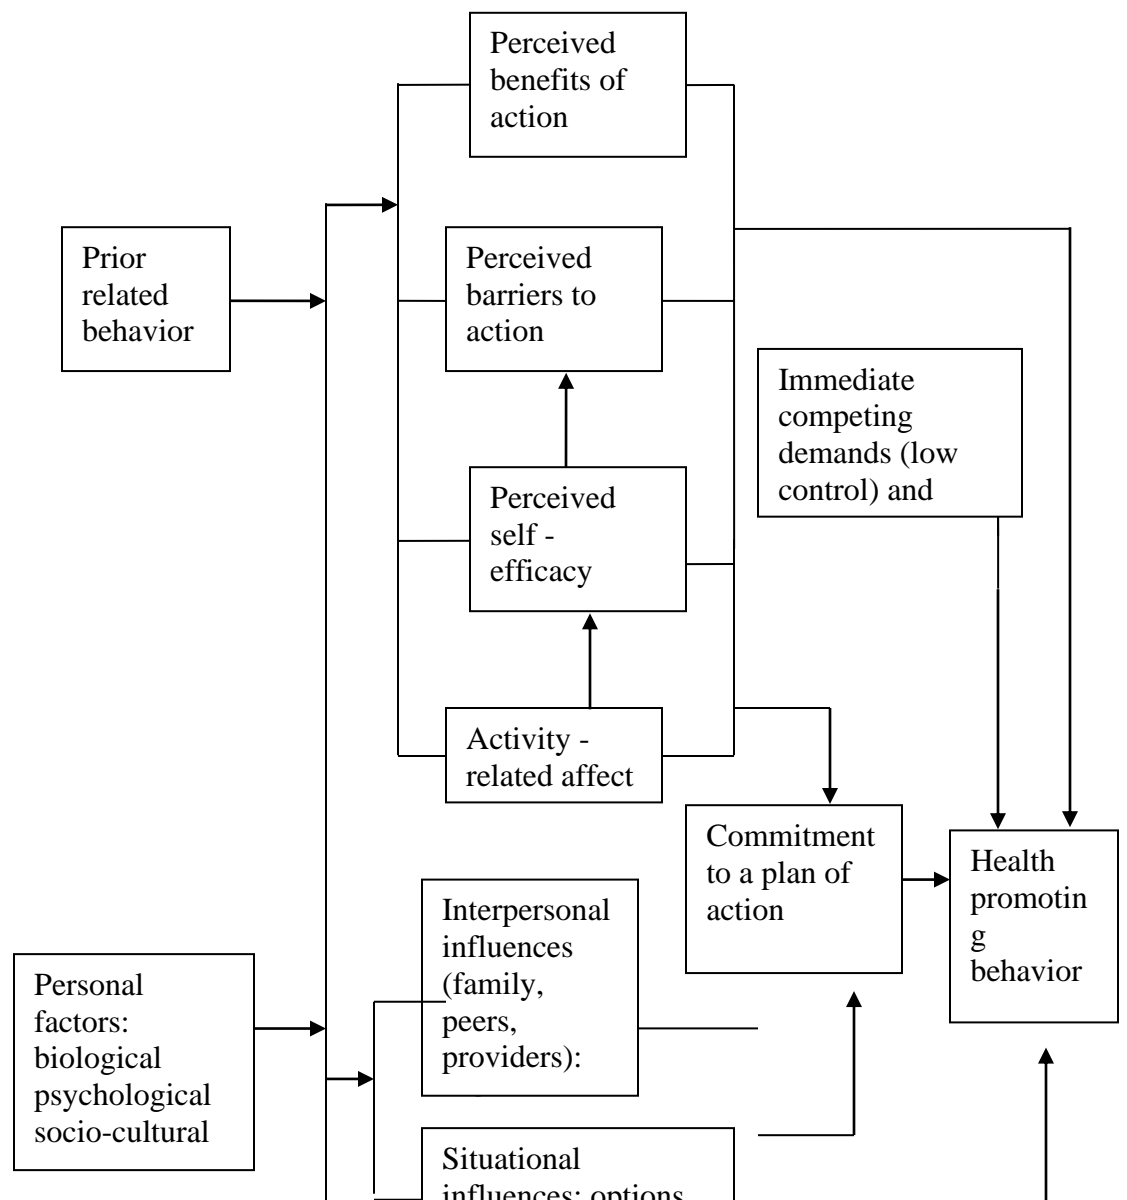 Perceived
benefits of
action
Prior
related
behavior
Perceived
barriers to
action
Immediate
competing
demands (low
control) and
Perceived
self -
efficacy
Activity -
related affect
Commitment
to a plan of
action
Health
promotin
g
behavior
Interpersonal
influences
(family,
peers,
providers):
Personal
factors:
biological
psychological
socio-cultural
Situational
influences: options